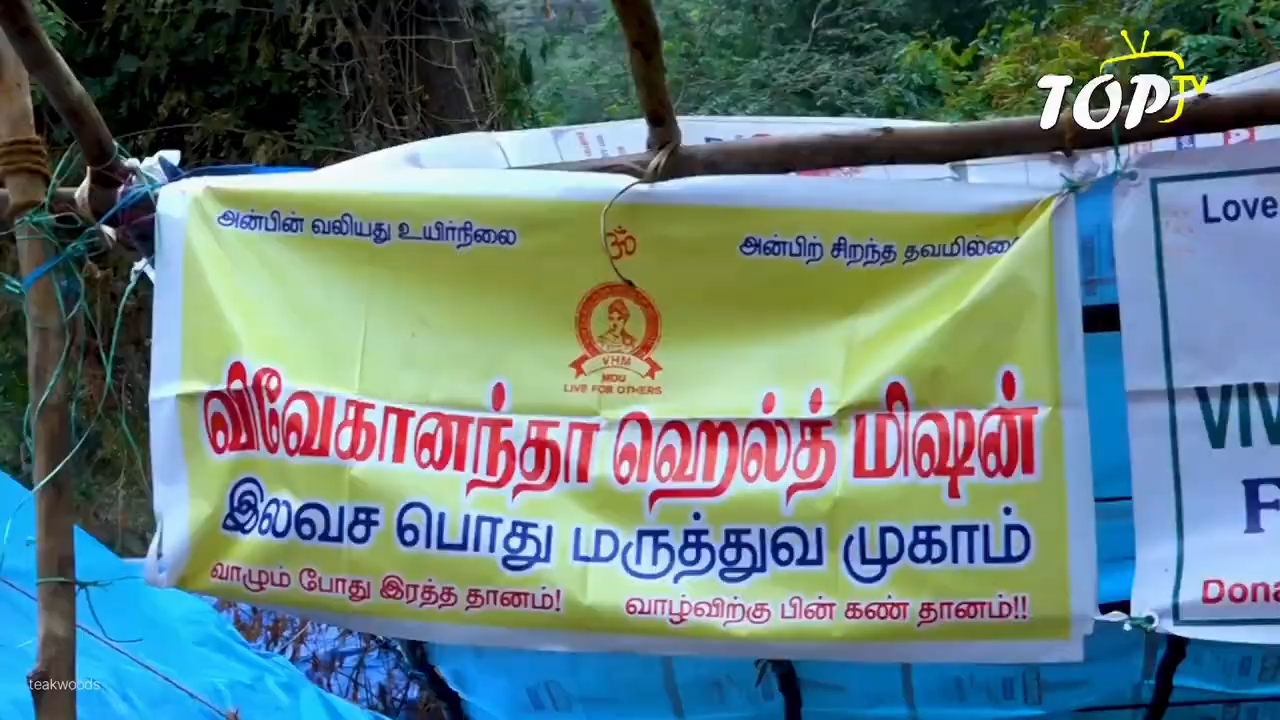 TOP TV
அன்பின் வலியது உயிர்நிலை
ॐ
அன்பிற் சிறந்த தவமில்லை
VHM
MDU
LIVE FOR OTHERS
விவேகானந்தா ஹெல்த் மிஷன்
இலவச பொது மருத்துவ முகாம்
வாழும் போது இரத்த தானம்!
வாழ்விற்கு பின் கண் தானம்!!
Love
VIV
F
Dona
teakwoods